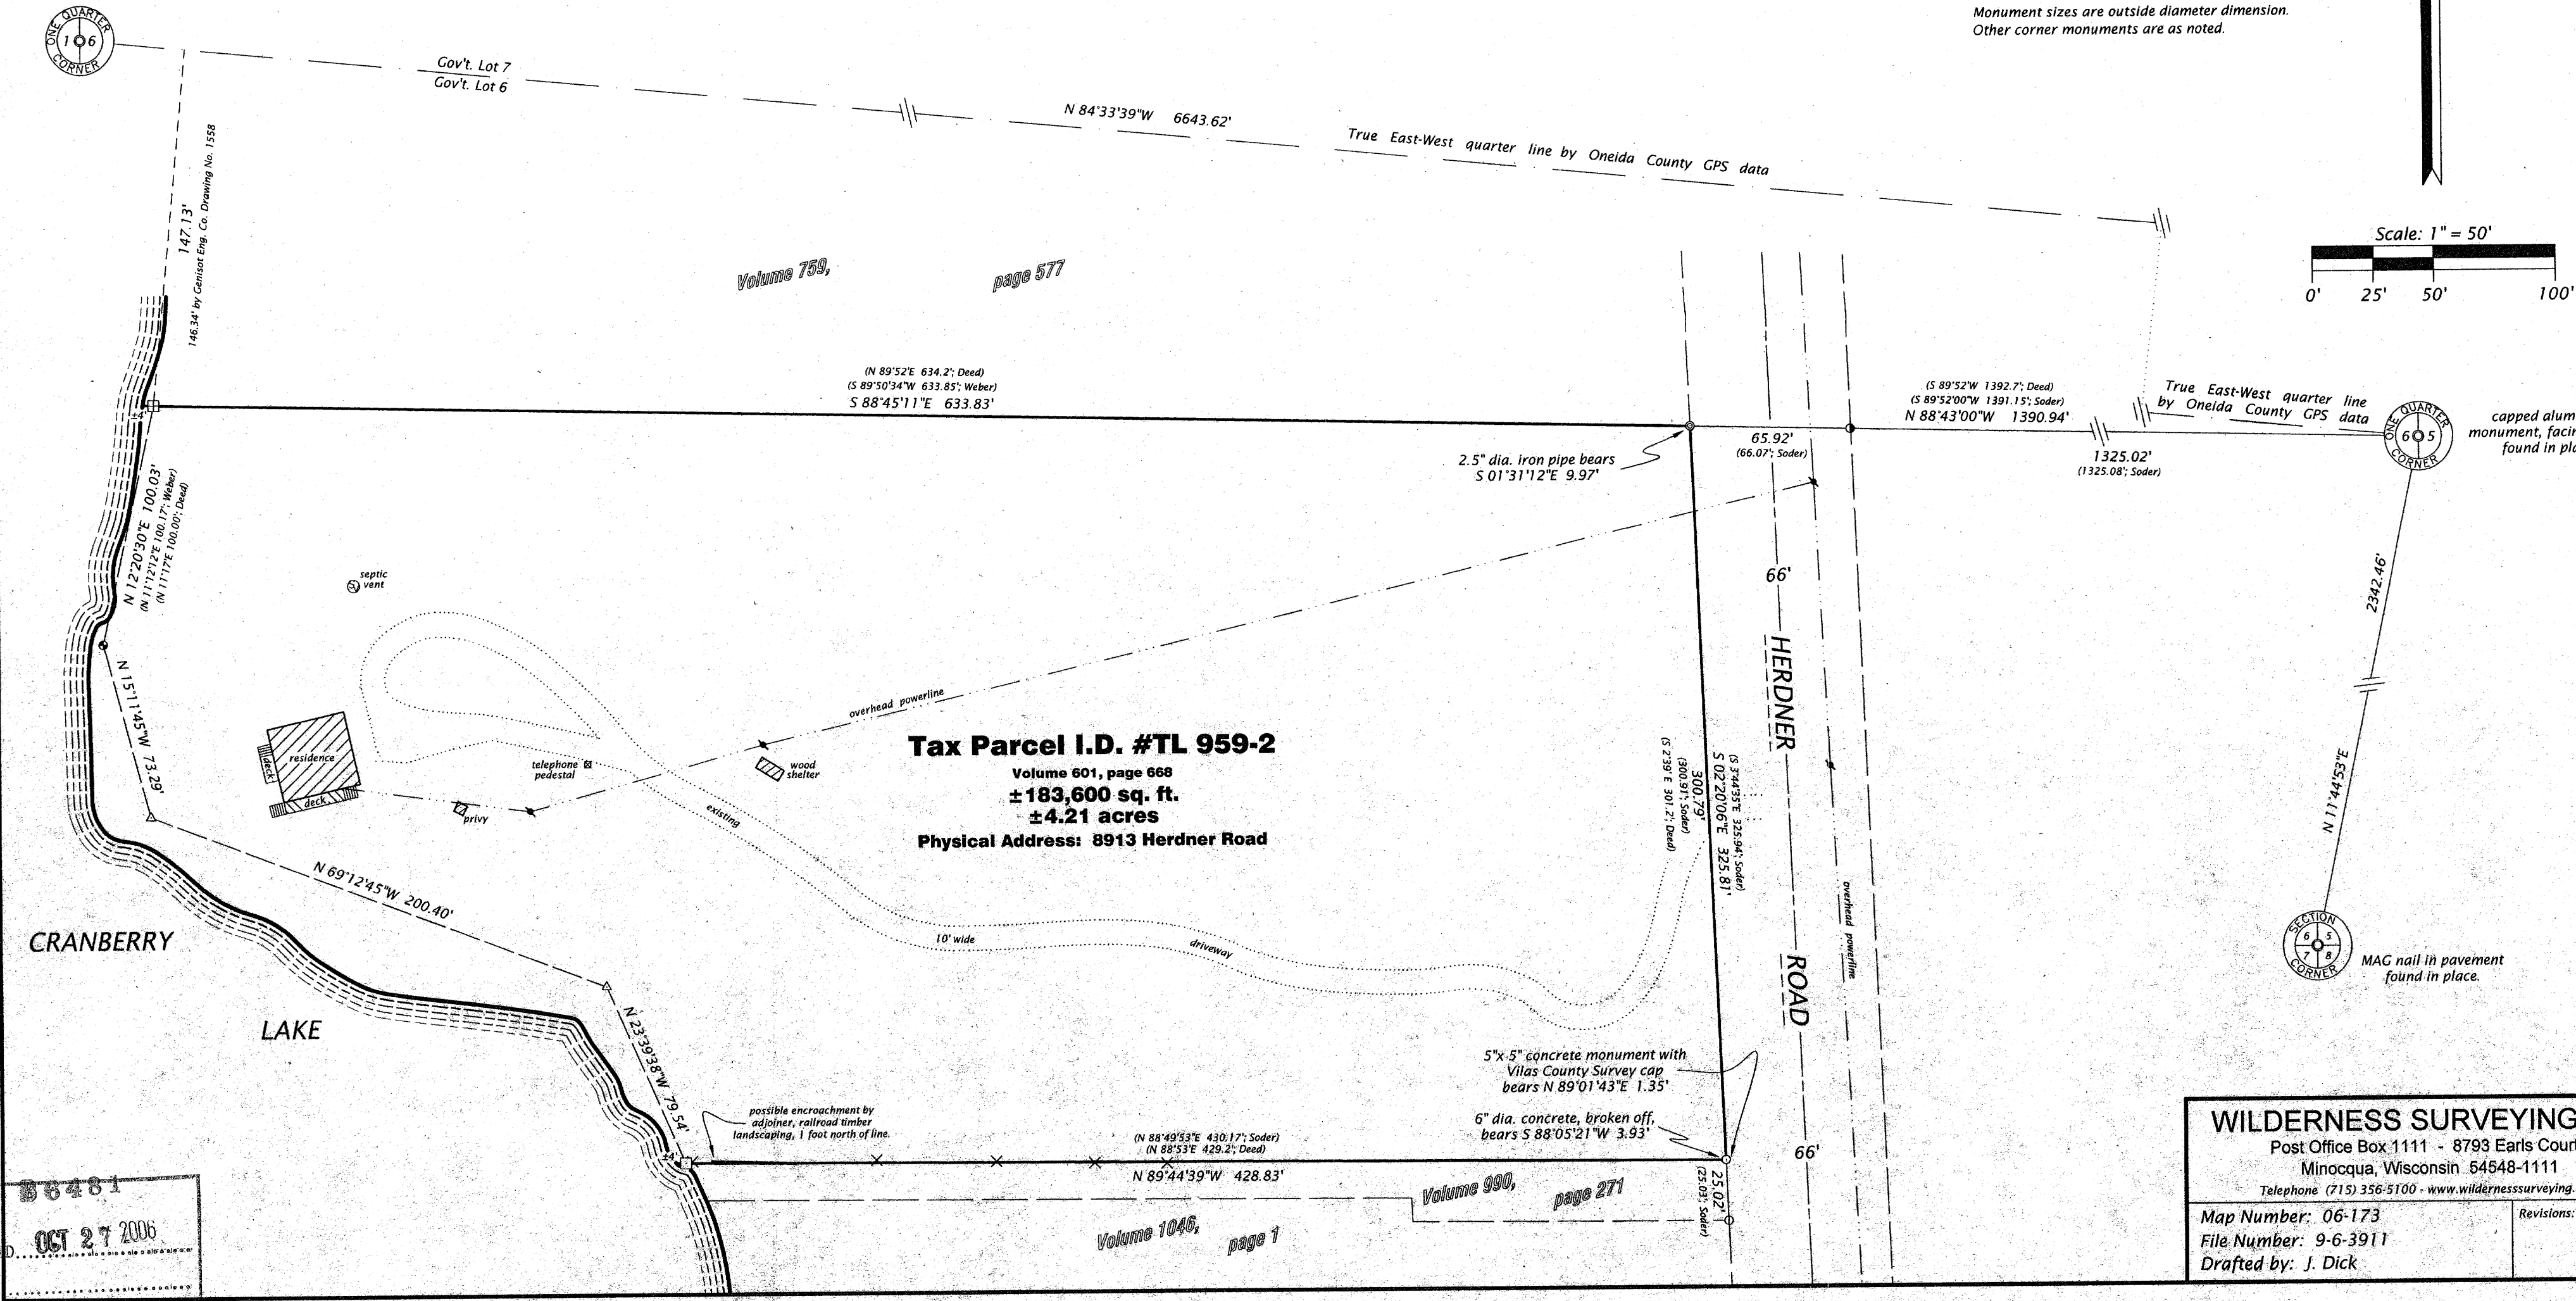 Monument sizes are outside diameter dimension.
Other corner monuments are as noted.
ONE QUARTER
1 6
CORNER
Gov't. Lot 7
Gov't. Lot 6
N 84°33'39"W 6643.62'
True East-West quarter line by Oneida County GPS data
147.13'
146.34' by Genisot Eng. Co. Drawing No. 1558
Volume 759, page 577
Scale: 1" = 50'
0' 25' 50' 100'
(N 89°52'E 634.2'; Deed)
(S 89°50'34"W 633.85'; Weber)
S 88°45'11"E 633.83'
±4'
(S 89°52'W 1392.7'; Deed)
(S 89°52'00"W 1391.15'; Soder)
N 88°43'00"W 1390.94'
True East-West quarter line
by Oneida County GPS data
ONE QUARTER
6 5
CORNER
capped alum
monument, facin
found in pla
65.92'
(66.07'; Soder)
1325.02'
(1325.08'; Soder)
2.5" dia. iron pipe bears
S 01°31'12"E 9.97'
N 12°20'30"E 100.03'
(N 11°12'12"E 100.17'; Weber)
(N 11°17'E 100.00'; Deed)
septic
vent
66'
HERDNER
2342.46'
N 11°44'53"E
N 15°11'45"W 73.29'
residence
deck
deck
telephone
pedestal
privy
wood
shelter
overhead powerline
existing
Tax Parcel I.D. #TL 959-2
Volume 601, page 668
±183,600 sq. ft.
±4.21 acres
Physical Address: 8913 Herdner Road
(S 3°44'35"E 325.94'; Soder)
S 02°20'06"E 325.81'
300.79'
(300.91'; Soder)
(S 2°39' E 301.2'; Deed)
overhead powerline
N 69°12'45"W 200.40'
10' wide
driveway
CRANBERRY
LAKE
ROAD
SECTION
6 5
7 8
CORNER
MAG nail in pavement
found in place.
N 23°39'38"W 79.54'
5"x 5" concrete monument with
Vilas County Survey cap
bears N 89°01'43"E 1.35'
6" dia. concrete, broken off,
bears S 88°05'21"W 3.93'
possible encroachment by
adjoiner, railroad timber
landscaping, 1 foot north of line.
±4'
(N 88°49'53"E 430.17'; Soder)
(N 88°53'E 429.2'; Deed)
N 89°44'39"W 428.83'
66'
25.02'
(25.03'; Soder)
Volume 990, page 271
Volume 1046, page 1
B6481
D. OCT 27 2006
WILDERNESS SURVEYING
Post Office Box 1111 - 8793 Earls Cour
Minocqua, Wisconsin 54548-1111
Telephone (715) 356-5100 - www.wildernesssurveying.
Map Number: 06-173
File Number: 9-6-3911
Drafted by: J. Dick
Revisions: